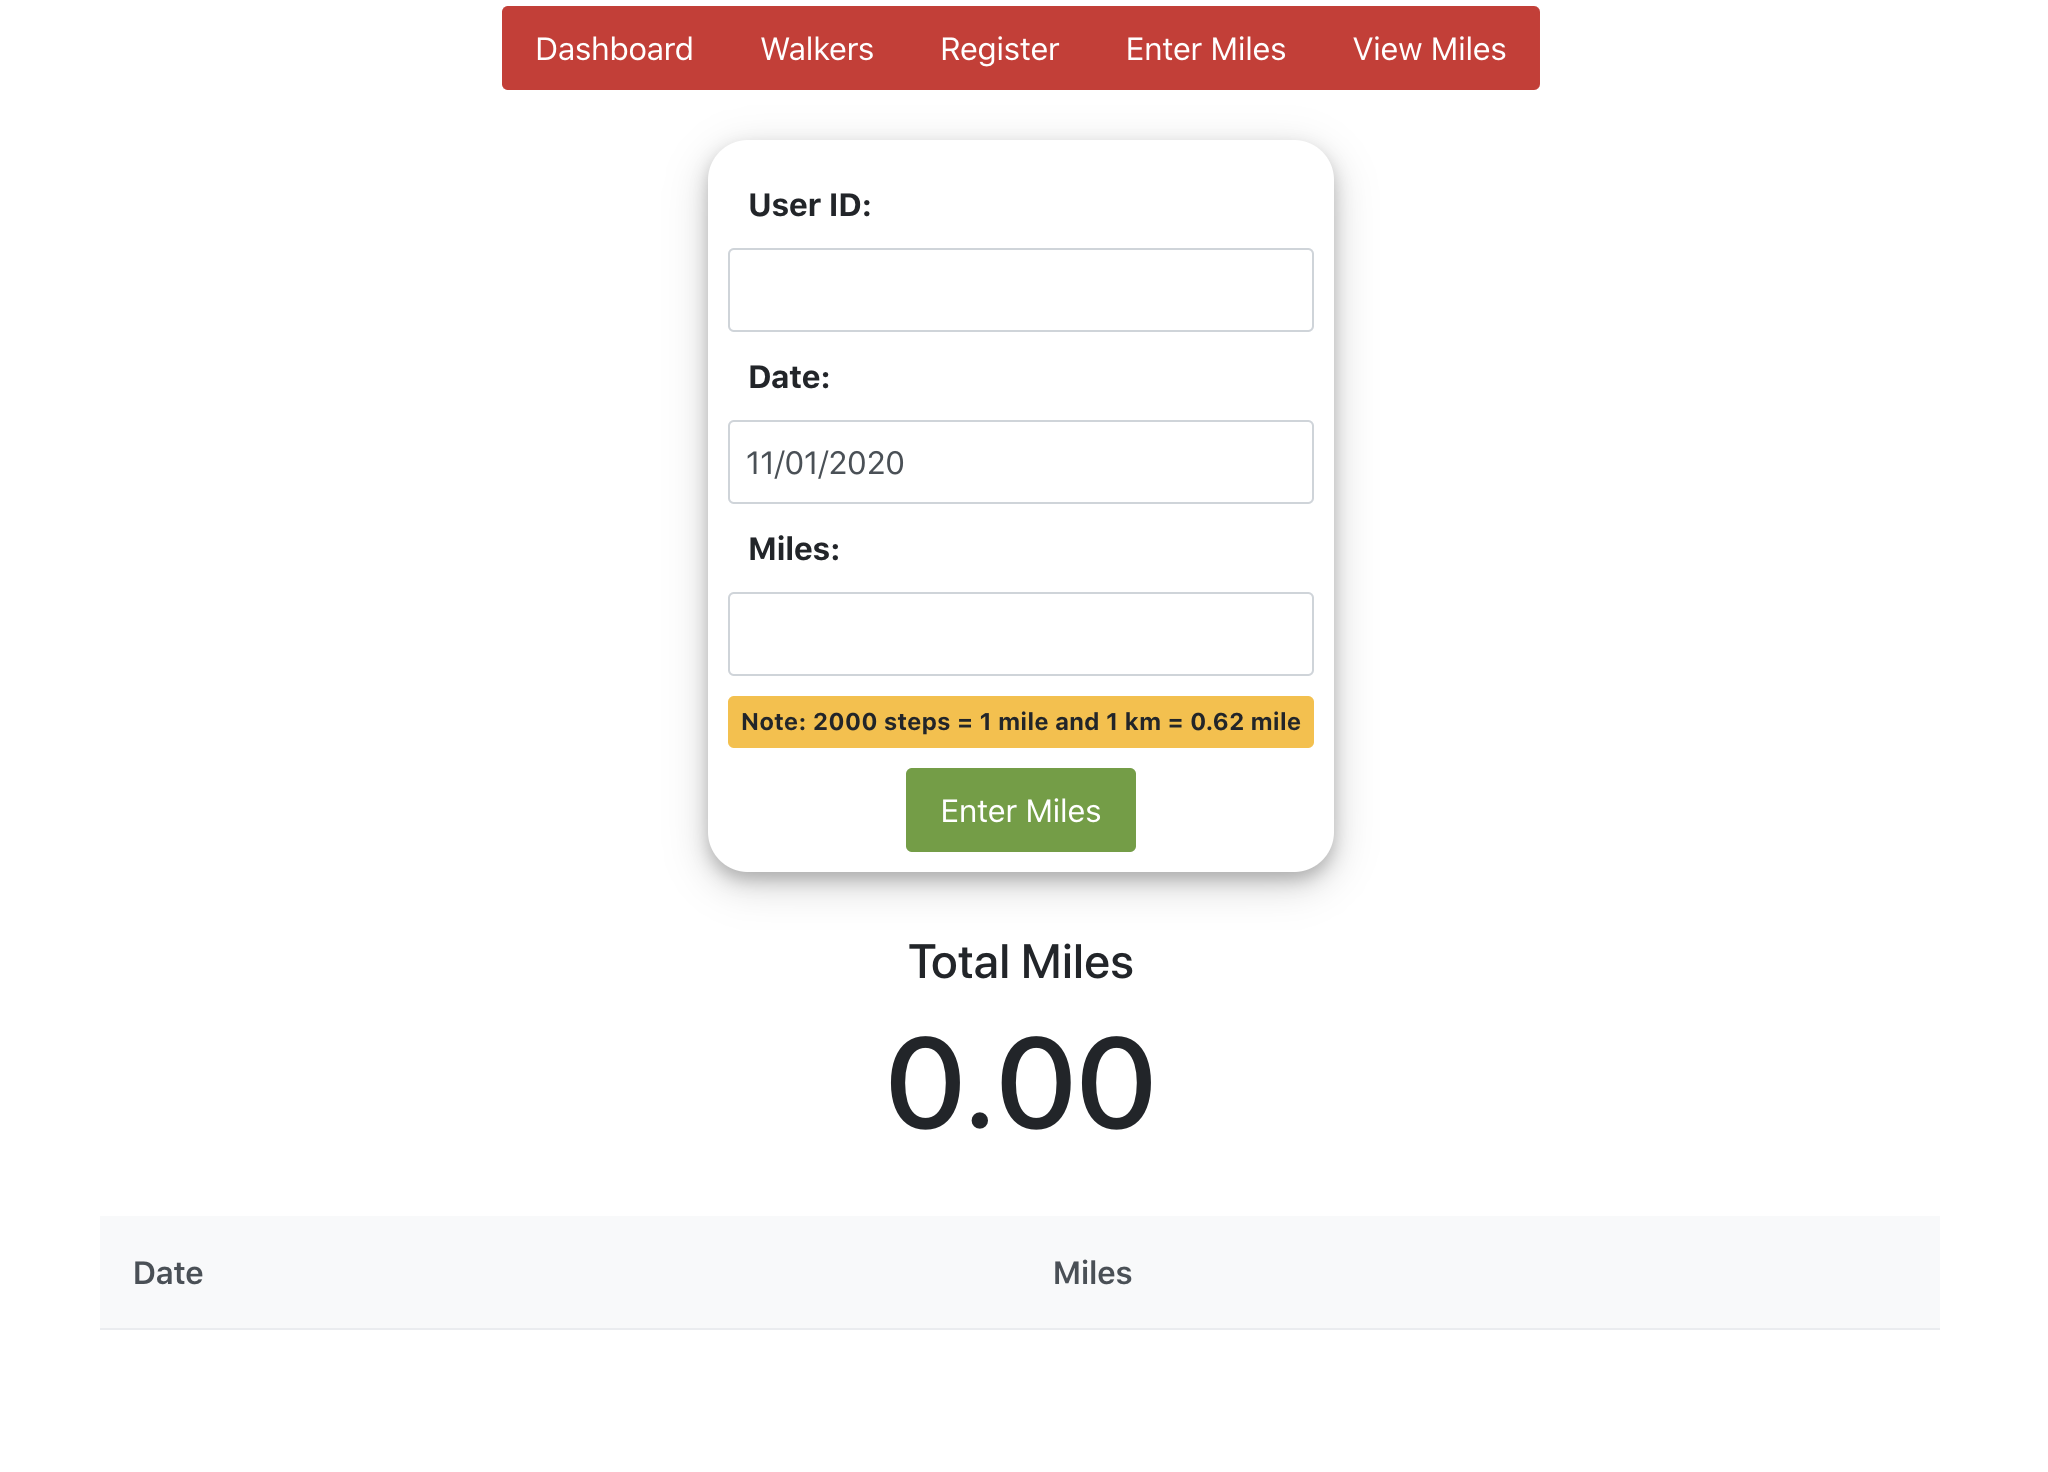 Dashboard Walkers Register Enter Miles View Miles
User ID:
Date:
11/01/2020
Miles:
Note: 2000 steps = 1 mile and 1 km = 0.62 mile
Enter Miles
Total Miles
0.00
Date Miles